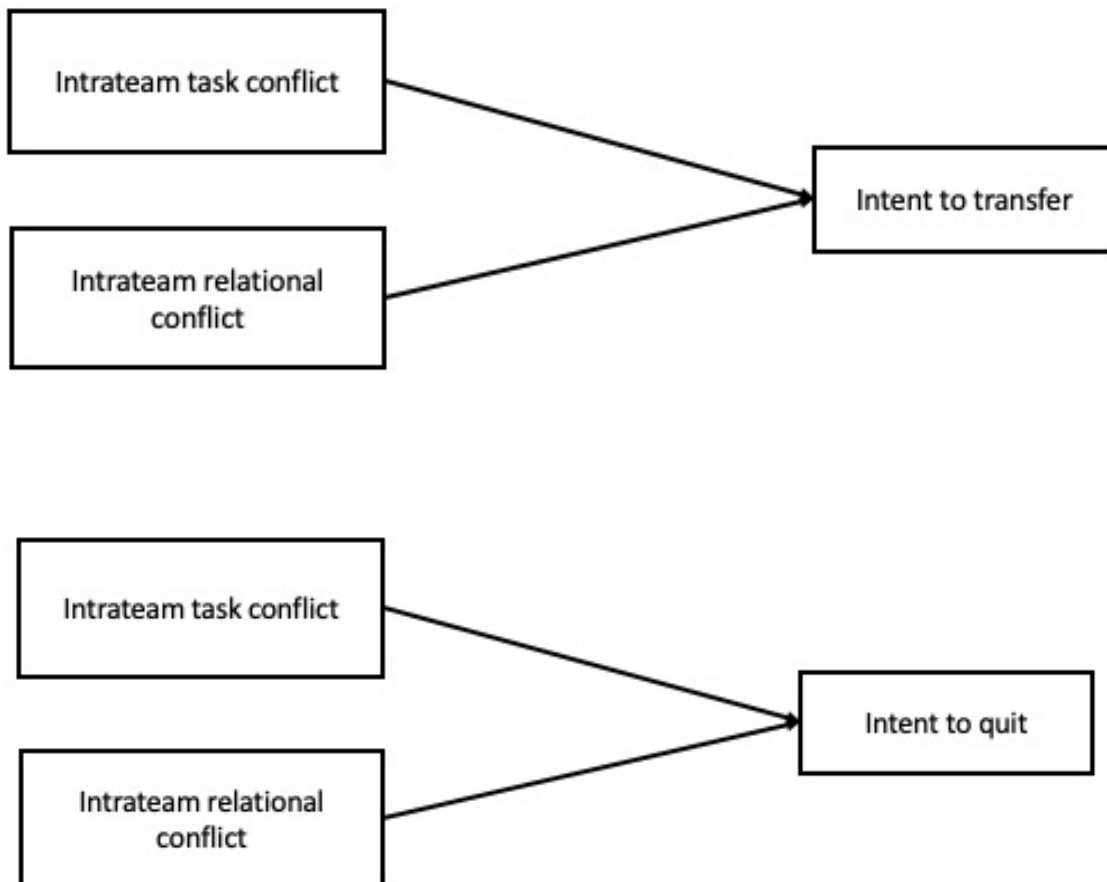 Intrateam task conflict
Intent to transfer
Intrateam relational
conflict
Intrateam task conflict
Intent to quit
Intrateam relational
conflict